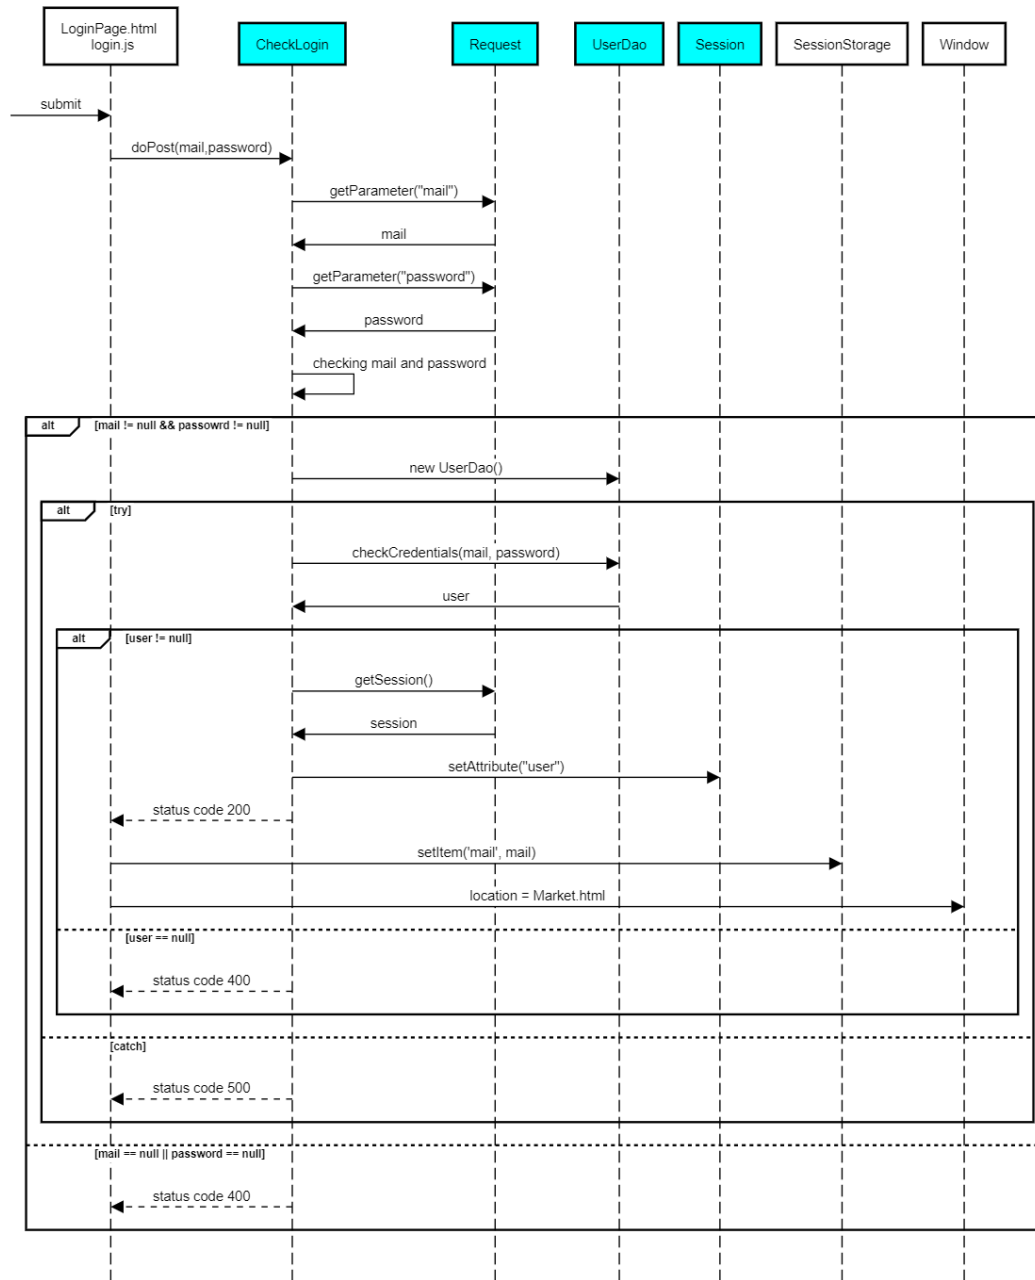 LoginPage.html
login.js
CheckLogin
Request
UserDao
Session
SessionStorage
Window
submit
doPost(mail,password)
getParameter("mail")
mail
getParameter("password")
password
checking mail and password
alt
[mail != null && passowrd != null]
new UserDao()
alt
[try]
checkCredentials(mail, password)
user
alt
[user != null]
getSession()
session
setAttribute("user")
status code 200
setItem('mail', mail)
location = Market.html
[user == null]
status code 400
[catch]
status code 500
[mail == null || password == null]
status code 400